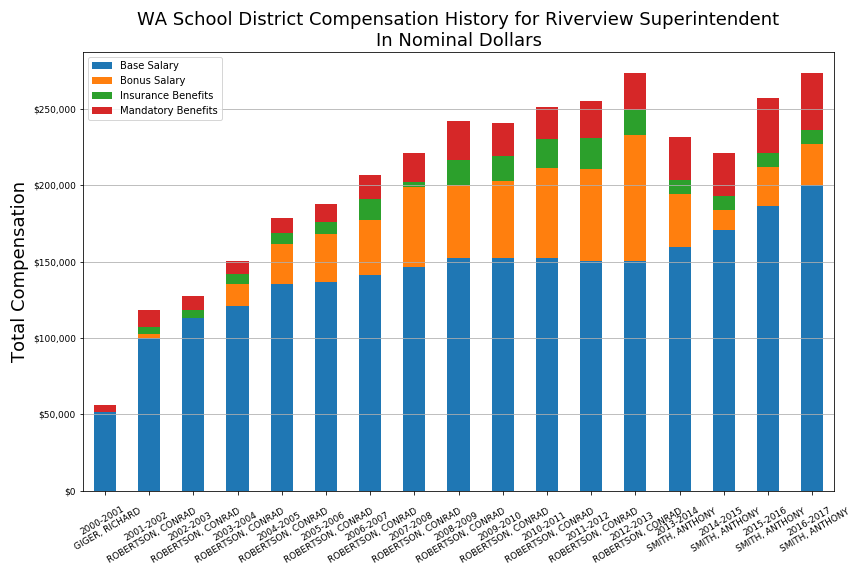 WA School District Compensation History for Riverview Superintendent
In Nominal Dollars
Base Salary
Bonus Salary
Insurance Benefits
Mandatory Benefits
Total Compensation
$250,000
$200,000
$150,000
$100,000
$50,000
$0
2000-2001
GIGER, RICHARD
2001-2002
ROBERTSON, CONRAD
2002-2003
ROBERTSON, CONRAD
2003-2004
ROBERTSON, CONRAD
2004-2005
ROBERTSON, CONRAD
2005-2006
ROBERTSON, CONRAD
2006-2007
ROBERTSON, CONRAD
2007-2008
ROBERTSON, CONRAD
2008-2009
ROBERTSON, CONRAD
2009-2010
ROBERTSON, CONRAD
2010-2011
ROBERTSON, CONRAD
2011-2012
ROBERTSON, CONRAD
2012-2013
ROBERTSON, CONRAD
2013-2014
SMITH, ANTHONY
2014-2015
SMITH, ANTHONY
2015-2016
SMITH, ANTHONY
2016-2017
SMITH, ANTHONY